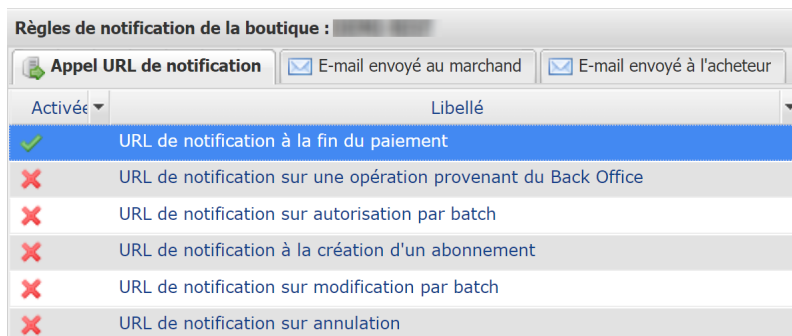 Règles de notification de la boutique :
Appel URL de notification E-mail envoyé au marchand E-mail envoyé à l'acheteur
Activée Libellé
URL de notification à la fin du paiement
URL de notification sur une opération provenant du Back Office
URL de notification sur autorisation par batch
URL de notification à la création d'un abonnement
URL de notification sur modification par batch
URL de notification sur annulation